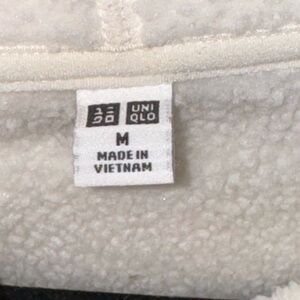 ユニ UNI
クロ QLO
M
MADE IN
VIETNAM